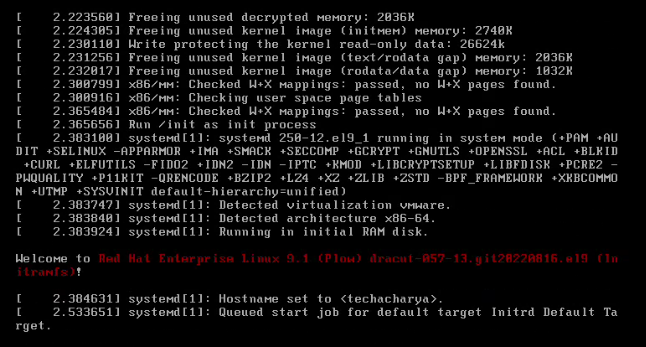 [    2.223560] Freeing unused decrypted memory: 2036K
[    2.224305] Freeing unused kernel image (initmem) memory: 2740K
[    2.230110] Write protecting the kernel read-only data: 26624k
[    2.231256] Freeing unused kernel image (text/rodata gap) memory: 2036K
[    2.232017] Freeing unused kernel image (rodata/data gap) memory: 1032K
[    2.300799] x86/mm: Checked W+X mappings: passed, no W+X pages found.
[    2.300916] x86/mm: Checking user space page tables
[    2.365484] x86/mm: Checked W+X mappings: passed, no W+X pages found.
[    2.365656] Run /init as init process
[    2.383100] systemd[1]: systemd 250-12.el9_1 running in system mode (+PAM +AU
DIT +SELINUX -APPARMOR +IMA +SMACK +SECCOMP +GCRYPT +GNUTLS +OPENSSL +ACL +BLKID
+CURL +ELFUTILS -FIDO2 +IDN2 -IDN -IPTC +KMOD +LIBCRYPTSETUP +LIBFDISK +PCRE2 -
PWQUALITY +P11KIT -QRENCODE +BZIP2 +LZ4 +XZ +ZLIB +ZSTD -BPF_FRAMEWORK +XKBCOMMO
N +UTMP +SYSVINIT default-hierarchy=unified)
[    2.383747] systemd[1]: Detected virtualization vmware.
[    2.383840] systemd[1]: Detected architecture x86-64.
[    2.383924] systemd[1]: Running in initial RAM disk.
Welcome to Red Hat Enterprise Linux 9.1 (Plow) dracut-057-13.git20220816.el9 (In
itramfs)!
[    2.384631] systemd[1]: Hostname set to <techacharya>.
[    2.533651] systemd[1]: Queued start job for default target Initrd Default Ta
rget.